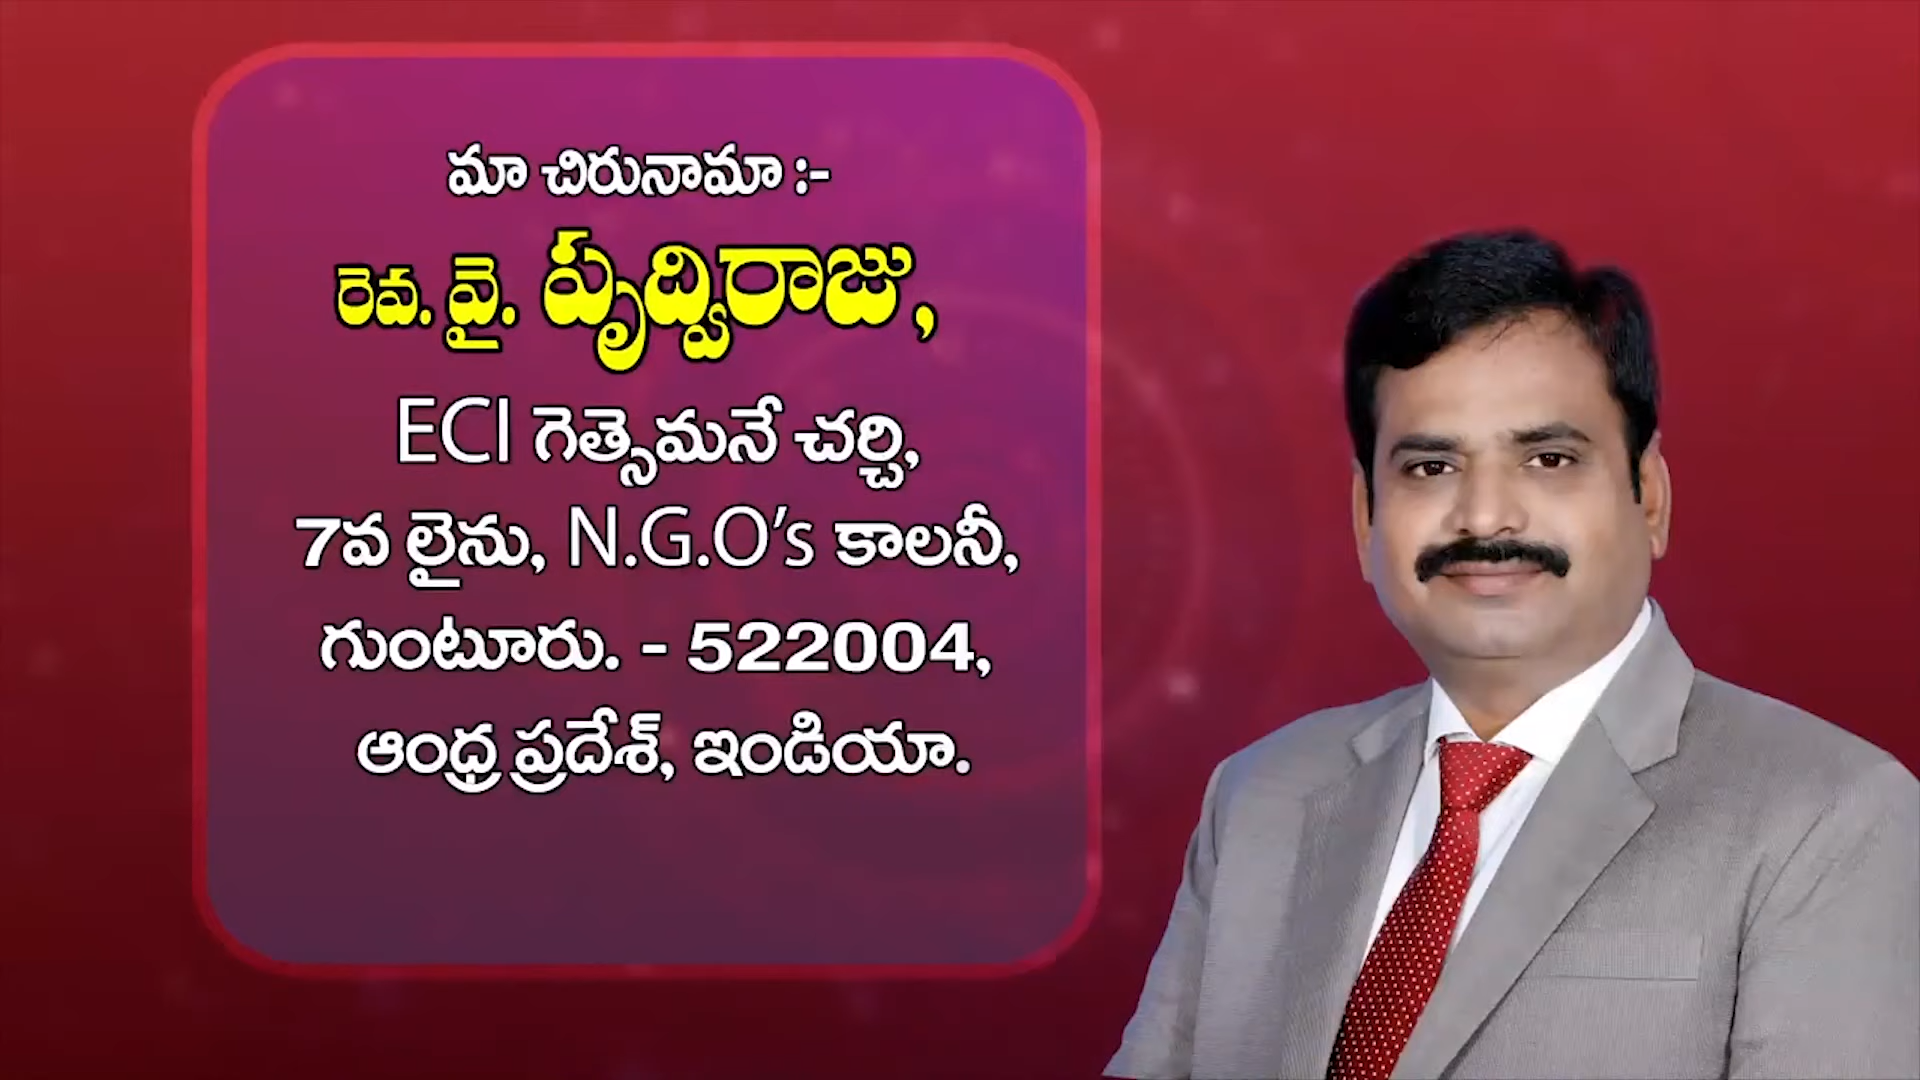 మా చిరునామా :-
రెవ. వై. పృద్విరాజు,
ECI గెత్సెమనే చర్చి,
7వ లైను, N.G.O's కాలనీ,
గుంటూరు. - 522004,
ఆంధ్ర ప్రదేశ్, ఇండియా.